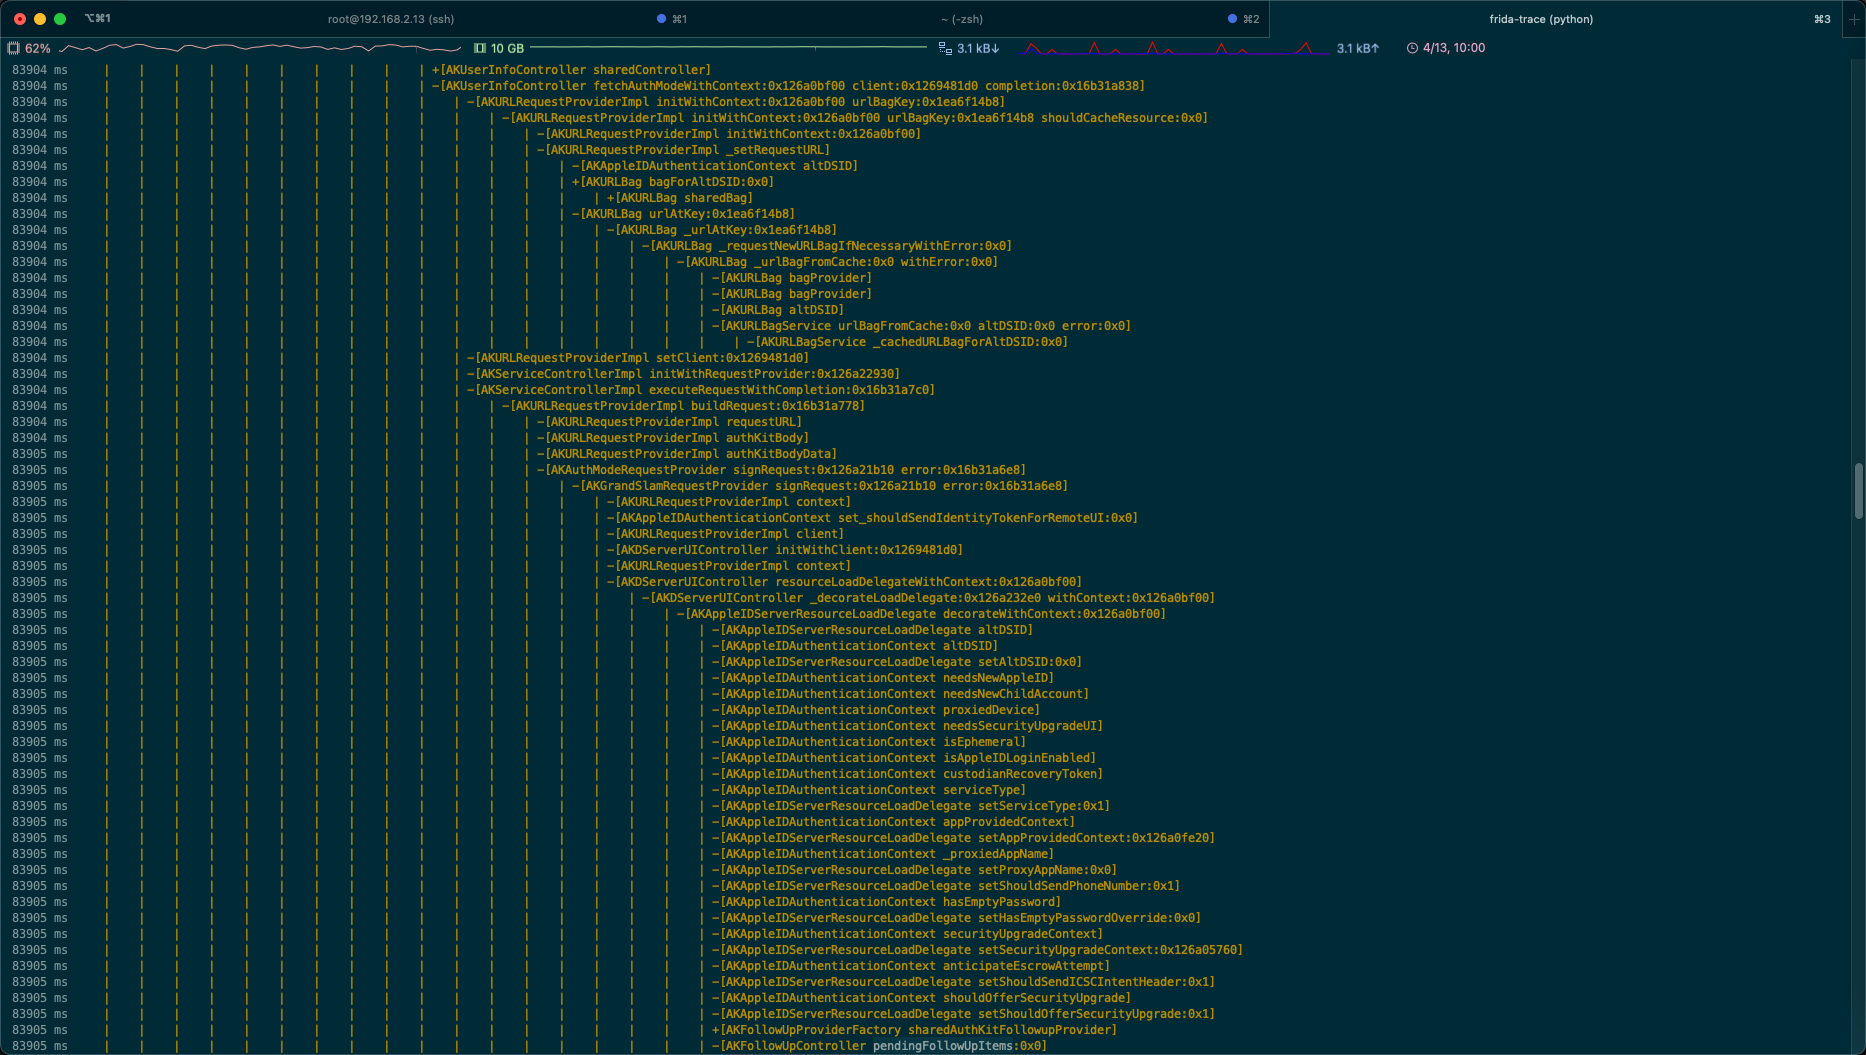 ⌥⌘1 root@192.168.2.13 (ssh) ⌘1 ~ (-zsh) ⌘2 frida-trace (python) ⌘3 +
62% 10 GB 3.1 kB↓ 3.1 kB↑ 4/13, 10:00
83904 ms | | | | | | | | | | +[AKUserInfoController sharedController]
83904 ms | | | | | | | | | | -[AKUserInfoController fetchAuthModeWithContext:0x126a0bf00 client:0x1269481d0 completion:0x16b31a838]
83904 ms | | | | | | | | | | | -[AKURLRequestProviderImpl initWithContext:0x126a0bf00 urlBagKey:0x1ea6f14b8]
83904 ms | | | | | | | | | | | | -[AKURLRequestProviderImpl initWithContext:0x126a0bf00 urlBagKey:0x1ea6f14b8 shouldCacheResource:0x0]
83904 ms | | | | | | | | | | | | | -[AKURLRequestProviderImpl initWithContext:0x126a0bf00]
83904 ms | | | | | | | | | | | | | -[AKURLRequestProviderImpl _setRequestURL]
83904 ms | | | | | | | | | | | | | | -[AKAppleIDAuthenticationContext altDSID]
83904 ms | | | | | | | | | | | | | | +[AKURLBag bagForAltDSID:0x0]
83904 ms | | | | | | | | | | | | | | | +[AKURLBag sharedBag]
83904 ms | | | | | | | | | | | | | | -[AKURLBag urlAtKey:0x1ea6f14b8]
83904 ms | | | | | | | | | | | | | | | -[AKURLBag _urlAtKey:0x1ea6f14b8]
83904 ms | | | | | | | | | | | | | | | | -[AKURLBag _requestNewURLBagIfNecessaryWithError:0x0]
83904 ms | | | | | | | | | | | | | | | | | -[AKURLBag _urlBagFromCache:0x0 withError:0x0]
83904 ms | | | | | | | | | | | | | | | | | | -[AKURLBag bagProvider]
83904 ms | | | | | | | | | | | | | | | | | | -[AKURLBag bagProvider]
83904 ms | | | | | | | | | | | | | | | | | | -[AKURLBag altDSID]
83904 ms | | | | | | | | | | | | | | | | | | -[AKURLBagService urlBagFromCache:0x0 altDSID:0x0 error:0x0]
83904 ms | | | | | | | | | | | | | | | | | | | -[AKURLBagService _cachedURLBagForAltDSID:0x0]
83904 ms | | | | | | | | | | | -[AKURLRequestProviderImpl setClient:0x1269481d0]
83904 ms | | | | | | | | | | | -[AKServiceControllerImpl initWithRequestProvider:0x126a22930]
83904 ms | | | | | | | | | | | -[AKServiceControllerImpl executeRequestWithCompletion:0x16b31a7c0]
83904 ms | | | | | | | | | | | | -[AKURLRequestProviderImpl buildRequest:0x16b31a778]
83904 ms | | | | | | | | | | | | | -[AKURLRequestProviderImpl requestURL]
83904 ms | | | | | | | | | | | | | -[AKURLRequestProviderImpl authKitBody]
83905 ms | | | | | | | | | | | | | -[AKURLRequestProviderImpl authKitBodyData]
83905 ms | | | | | | | | | | | | | -[AKAuthModeRequestProvider signRequest:0x126a21b10 error:0x16b31a6e8]
83905 ms | | | | | | | | | | | | | | -[AKGrandSlamRequestProvider signRequest:0x126a21b10 error:0x16b31a6e8]
83905 ms | | | | | | | | | | | | | | | -[AKURLRequestProviderImpl context]
83905 ms | | | | | | | | | | | | | | | -[AKAppleIDAuthenticationContext set_shouldSendIdentityTokenForRemoteUI:0x0]
83905 ms | | | | | | | | | | | | | | | -[AKURLRequestProviderImpl client]
83905 ms | | | | | | | | | | | | | | | -[AKDServerUIController initWithClient:0x1269481d0]
83905 ms | | | | | | | | | | | | | | | -[AKURLRequestProviderImpl context]
83905 ms | | | | | | | | | | | | | | | -[AKDServerUIController resourceLoadDelegateWithContext:0x126a0bf00]
83905 ms | | | | | | | | | | | | | | | | -[AKDServerUIController _decorateLoadDelegate:0x126a232e0 withContext:0x126a0bf00]
83905 ms | | | | | | | | | | | | | | | | | -[AKAppleIDServerResourceLoadDelegate decorateWithContext:0x126a0bf00]
83905 ms | | | | | | | | | | | | | | | | | | -[AKAppleIDServerResourceLoadDelegate altDSID]
83905 ms | | | | | | | | | | | | | | | | | | -[AKAppleIDAuthenticationContext altDSID]
83905 ms | | | | | | | | | | | | | | | | | | -[AKAppleIDServerResourceLoadDelegate setAltDSID:0x0]
83905 ms | | | | | | | | | | | | | | | | | | -[AKAppleIDAuthenticationContext needsNewAppleID]
83905 ms | | | | | | | | | | | | | | | | | | -[AKAppleIDAuthenticationContext needsNewChildAccount]
83905 ms | | | | | | | | | | | | | | | | | | -[AKAppleIDAuthenticationContext proxiedDevice]
83905 ms | | | | | | | | | | | | | | | | | | -[AKAppleIDAuthenticationContext needsSecurityUpgradeUI]
83905 ms | | | | | | | | | | | | | | | | | | -[AKAppleIDAuthenticationContext isEphemeral]
83905 ms | | | | | | | | | | | | | | | | | | -[AKAppleIDAuthenticationContext isAppleIDLoginEnabled]
83905 ms | | | | | | | | | | | | | | | | | | -[AKAppleIDAuthenticationContext custodianRecoveryToken]
83905 ms | | | | | | | | | | | | | | | | | | -[AKAppleIDAuthenticationContext serviceType]
83905 ms | | | | | | | | | | | | | | | | | | -[AKAppleIDServerResourceLoadDelegate setServiceType:0x1]
83905 ms | | | | | | | | | | | | | | | | | | -[AKAppleIDAuthenticationContext appProvidedContext]
83905 ms | | | | | | | | | | | | | | | | | | -[AKAppleIDServerResourceLoadDelegate setAppProvidedContext:0x126a0fe20]
83905 ms | | | | | | | | | | | | | | | | | | -[AKAppleIDAuthenticationContext _proxiedAppName]
83905 ms | | | | | | | | | | | | | | | | | | -[AKAppleIDServerResourceLoadDelegate setProxyAppName:0x0]
83905 ms | | | | | | | | | | | | | | | | | | -[AKAppleIDServerResourceLoadDelegate setShouldSendPhoneNumber:0x1]
83905 ms | | | | | | | | | | | | | | | | | | -[AKAppleIDAuthenticationContext hasEmptyPassword]
83905 ms | | | | | | | | | | | | | | | | | | -[AKAppleIDServerResourceLoadDelegate setHasEmptyPasswordOverride:0x0]
83905 ms | | | | | | | | | | | | | | | | | | -[AKAppleIDAuthenticationContext securityUpgradeContext]
83905 ms | | | | | | | | | | | | | | | | | | -[AKAppleIDServerResourceLoadDelegate setSecurityUpgradeContext:0x126a05760]
83905 ms | | | | | | | | | | | | | | | | | | -[AKAppleIDAuthenticationContext anticipateEscrowAttempt]
83905 ms | | | | | | | | | | | | | | | | | | -[AKAppleIDServerResourceLoadDelegate setShouldSendICSCIntentHeader:0x1]
83905 ms | | | | | | | | | | | | | | | | | | -[AKAppleIDAuthenticationContext shouldOfferSecurityUpgrade]
83905 ms | | | | | | | | | | | | | | | | | | -[AKAppleIDServerResourceLoadDelegate setShouldOfferSecurityUpgrade:0x1]
83905 ms | | | | | | | | | | | | | | | | | | +[AKFollowUpProviderFactory sharedAuthKitFollowupProvider]
83905 ms | | | | | | | | | | | | | | | | | | -[AKFollowUpController pendingFollowUpItems:0x0]